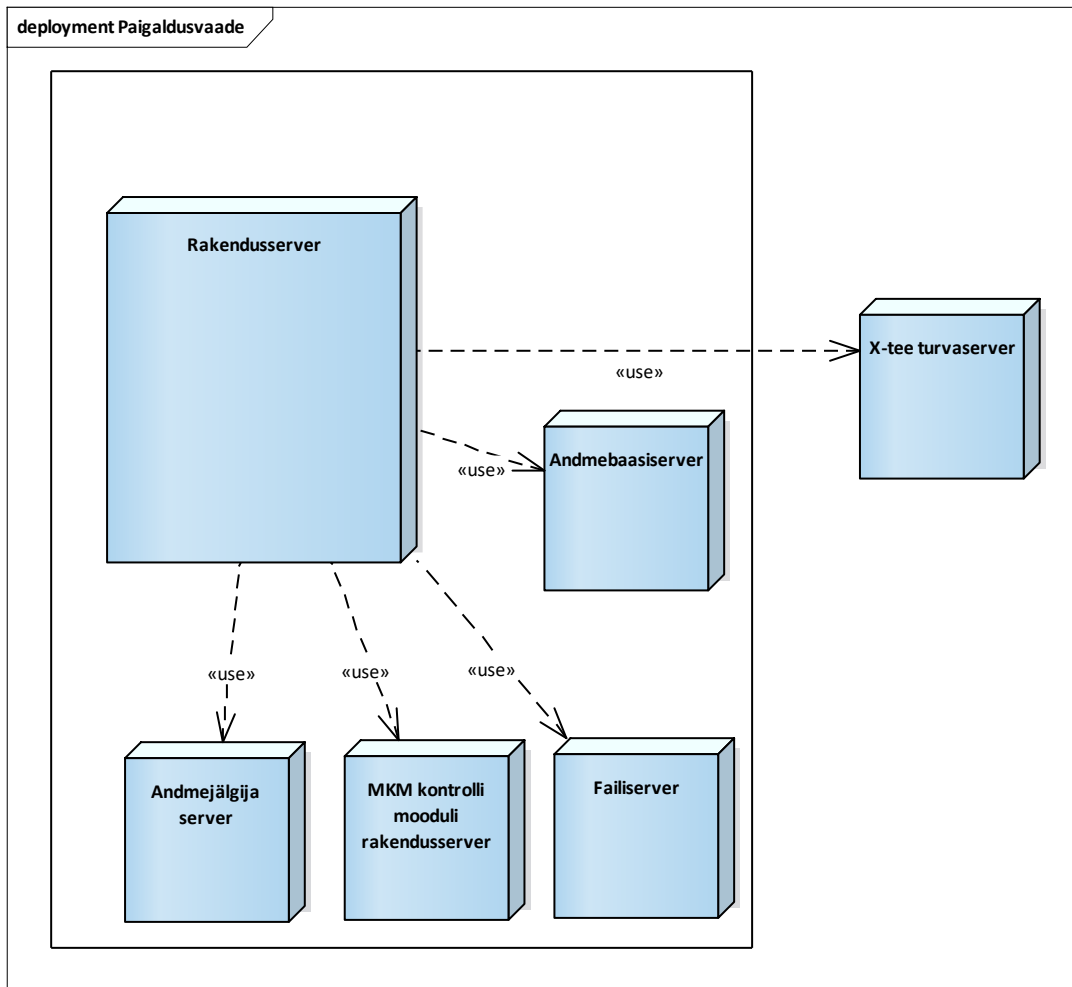 deployment Paigaldusvaade
Rakendusserver
X-tee turvaserver
«use»
Andmebaasiserver
«use»
«use»
«use»
«use»
Andmejälgija
server
MKM kontrolli
mooduli
rakendusserver
Failiserver